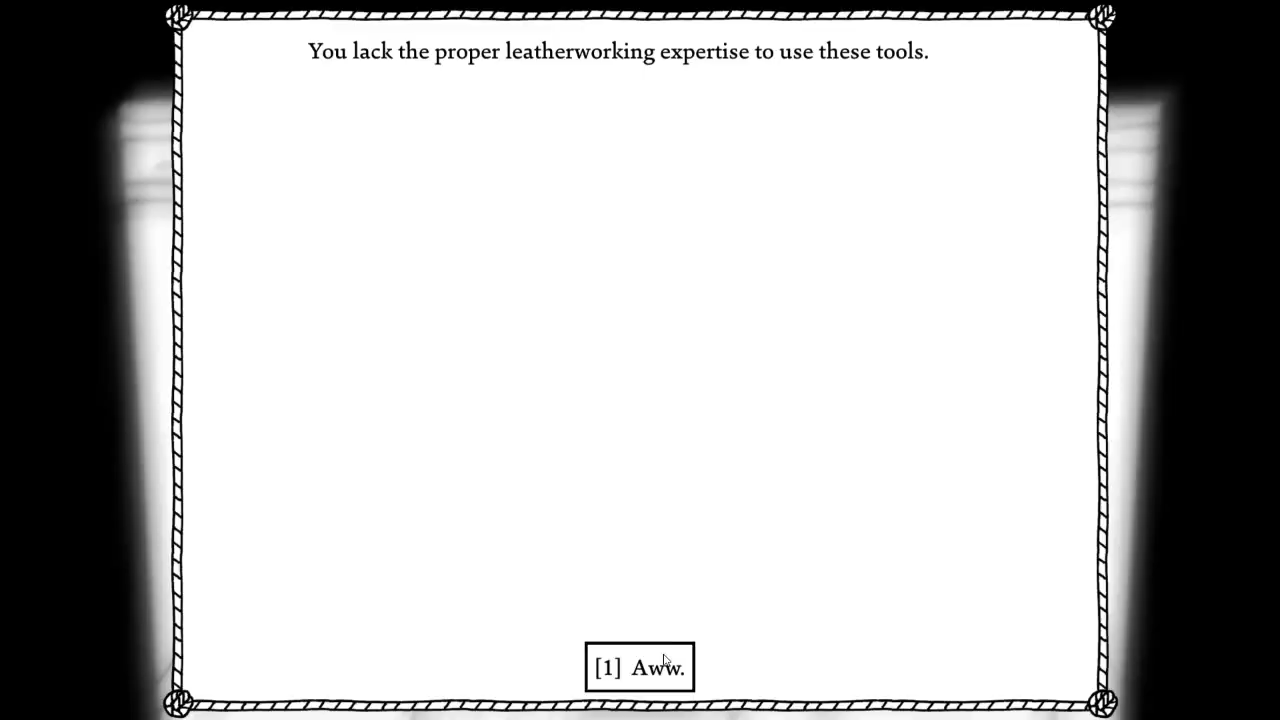 You lack the proper leatherworking expertise to use these tools.
[1] Aww.